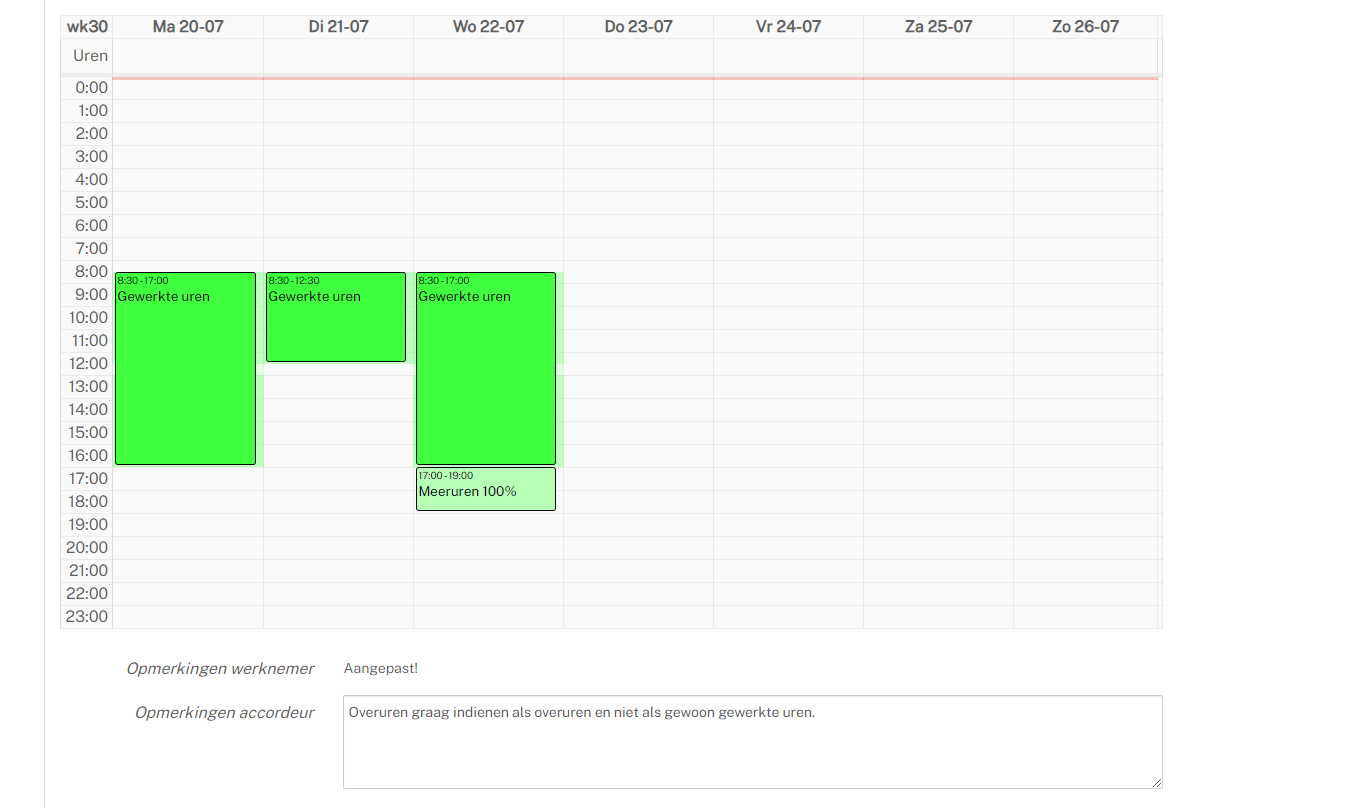 wk30 Ma 20-07 Di 21-07 Wo 22-07 Do 23-07 Vr 24-07 Za 25-07 Zo 26-07
Uren
0:00
1:00
2:00
3:00
4:00
5:00
6:00
7:00
8:00
8:30 - 17:00 8:30 - 12:30 8:30 - 17:00
9:00 Gewerkte uren Gewerkte uren Gewerkte uren
10:00
11:00
12:00
13:00
14:00
15:00
16:00
17:00 17:00 - 19:00
18:00 Meeruren 100%
19:00
20:00
21:00
22:00
23:00
Opmerkingen werknemer Aangepast!
Opmerkingen accordeur Overuren graag indienen als overuren en niet als gewoon gewerkte uren.